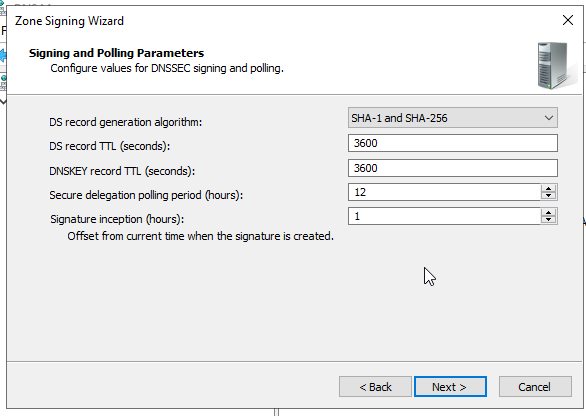 Zone Signing Wizard
Signing and Polling Parameters
Configure values for DNSSEC signing and polling.
DS record generation algorithm: SHA-1 and SHA-256
DS record TTL (seconds): 3600
DNSKEY record TTL (seconds): 3600
Secure delegation polling period (hours): 12
Signature inception (hours): 1
Offset from current time when the signature is created.
< Back Next > Cancel